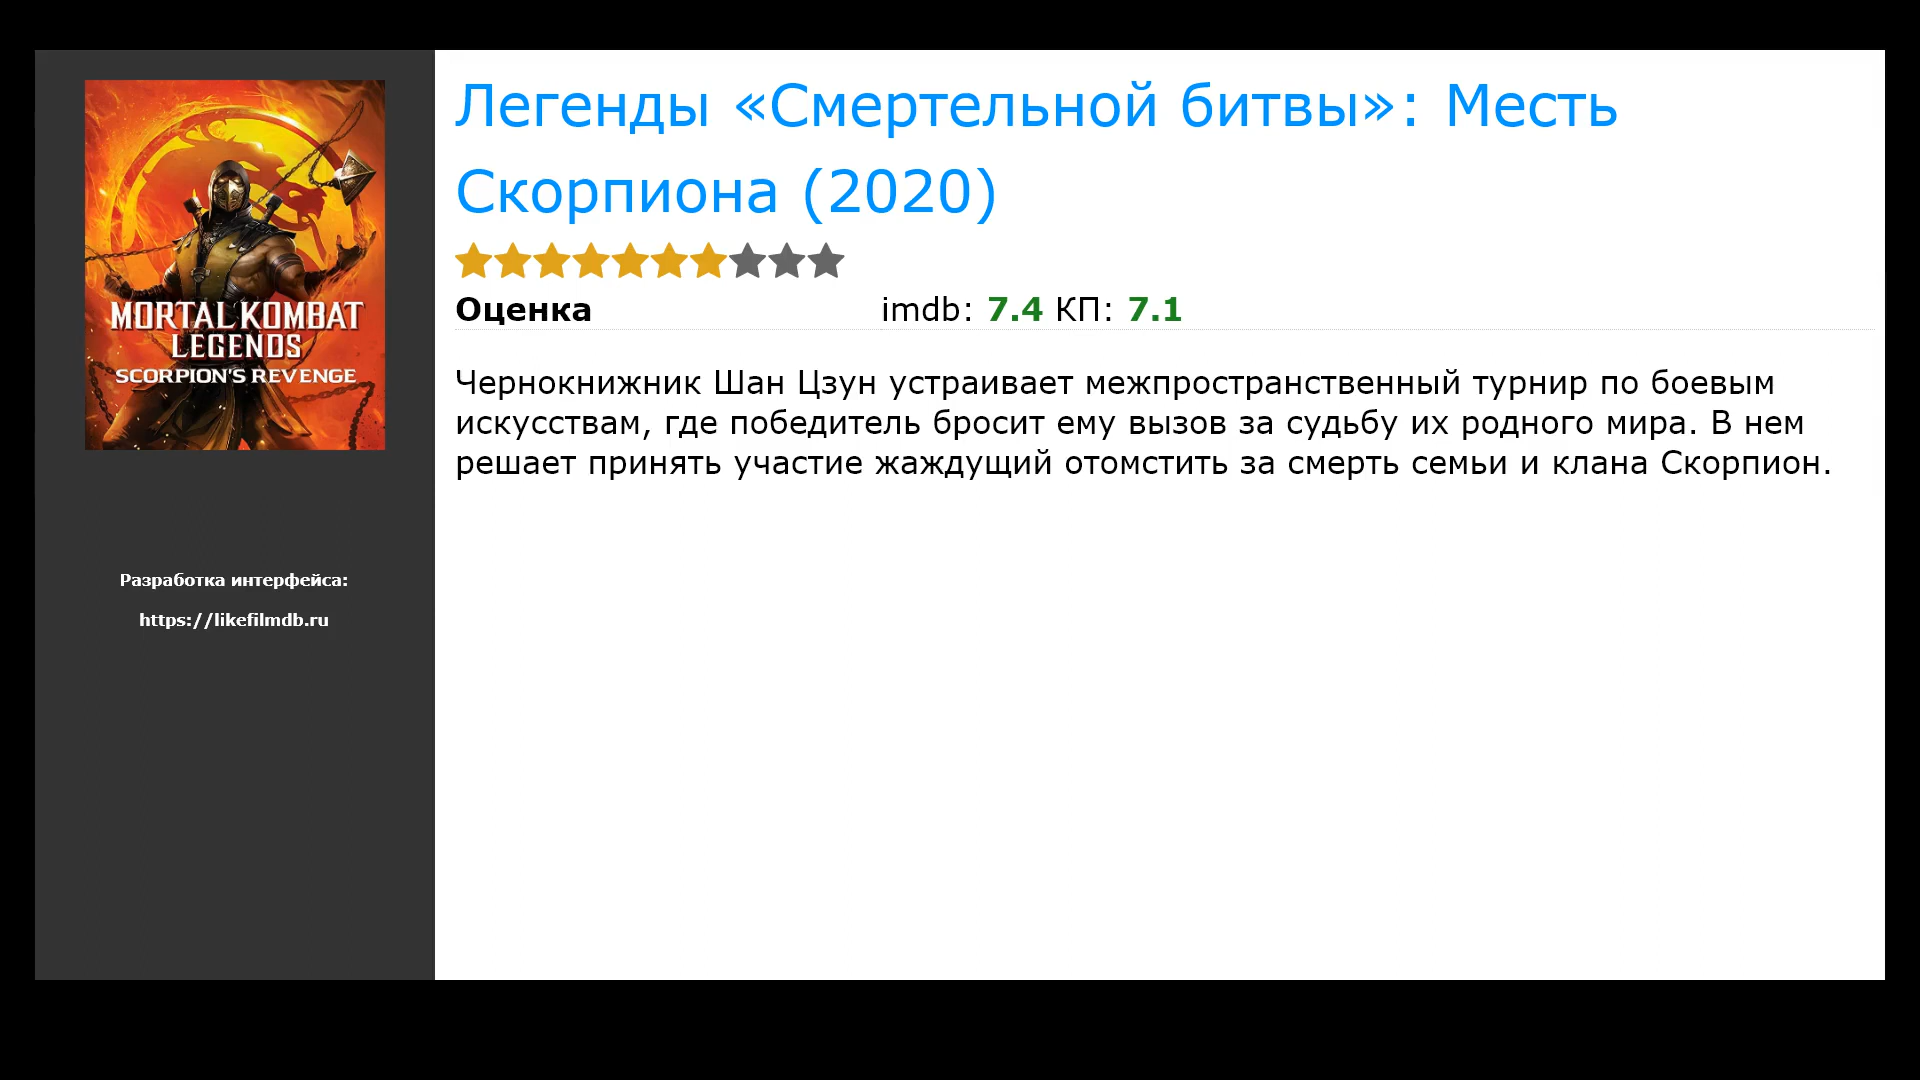 MORTAL KOMBAT
LEGENDS
SCORPION'S REVENGE
Разработка интерфейса:
https://likefilmdb.ru
Легенды «Смертельной битвы»: Месть
Скорпиона (2020)
Оценка imdb: 7.4 КП: 7.1
Чернокнижник Шан Цзун устраивает межпространственный турнир по боевым
искусствам, где победитель бросит ему вызов за судьбу их родного мира. В нем
решает принять участие жаждущий отомстить за смерть семьи и клана Скорпион.